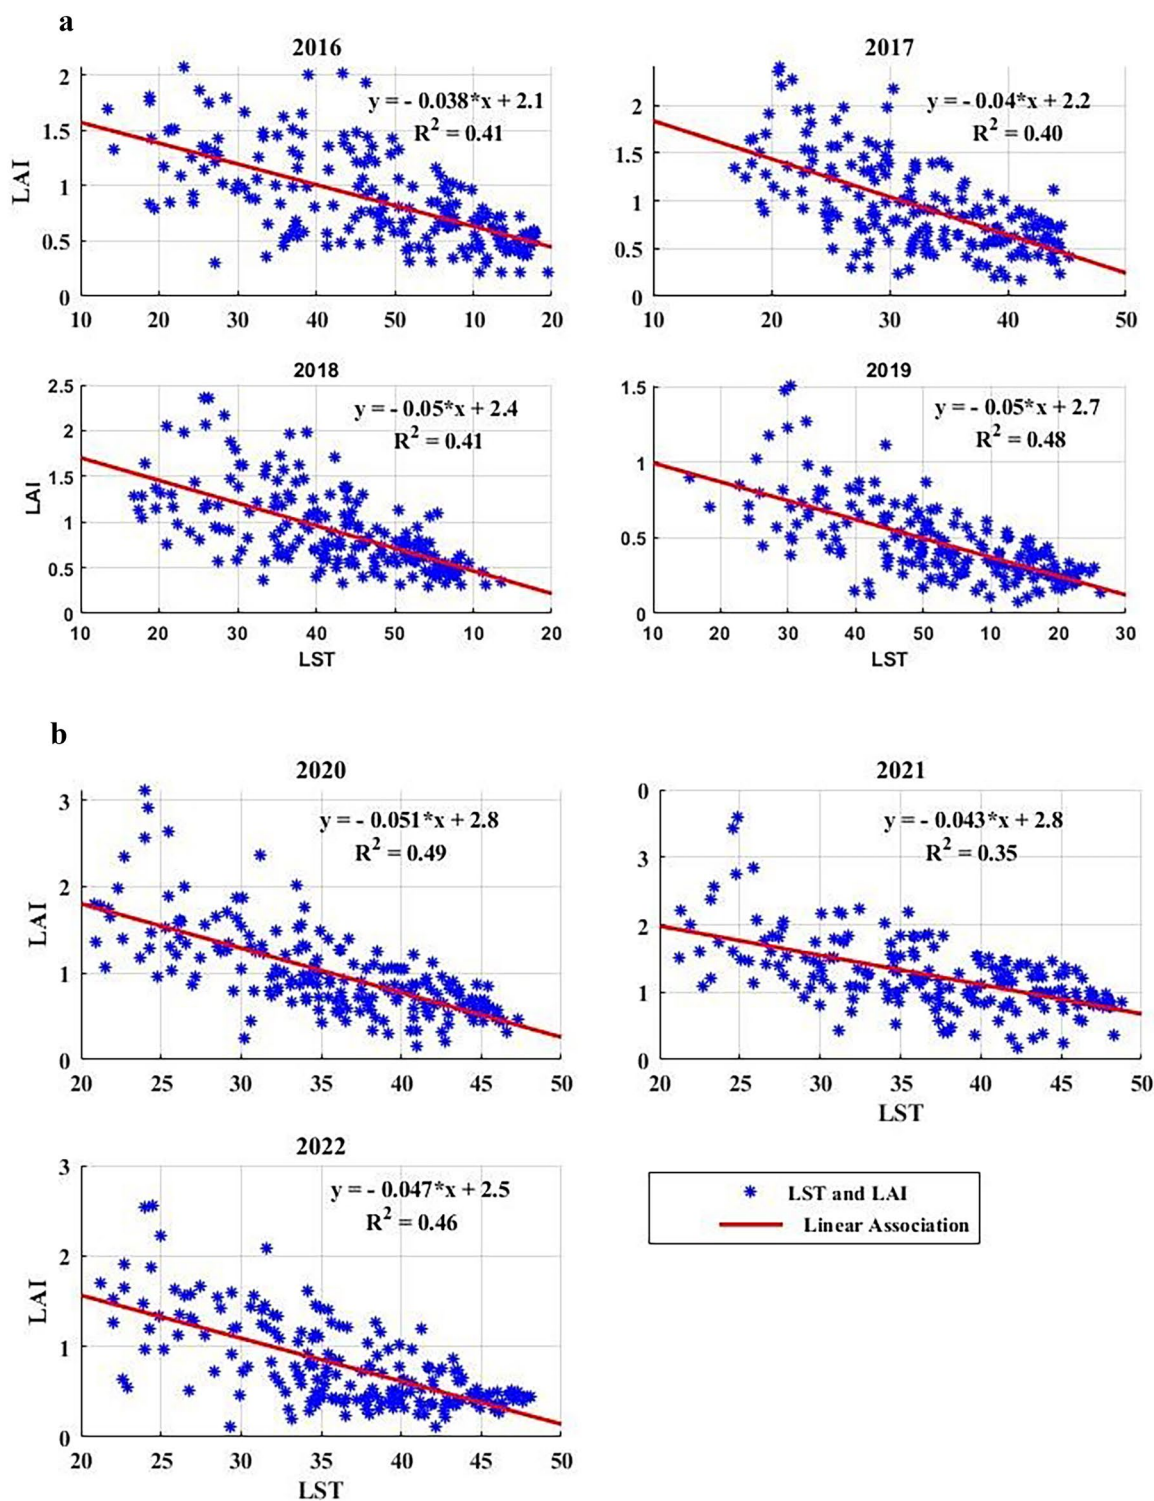 a
2016
2
1.5
1
0.5
0
LAI
y = - 0.038*x + 2.1
R² = 0.41
10 20 30 40 50 10 20
2017
2
1.5
1
0.5
0
y = - 0.04*x + 2.2
R² = 0.40
10 20 30 40 50
2018
2.5
2
1.5
1
0.5
0
LAI
y = - 0.05*x + 2.4
R² = 0.41
10 20 30 40 50 10 20
LST
2019
1.5
1
0.5
0
y = - 0.05*x + 2.7
R² = 0.48
10 20 30 40 50 10 20 30
LST
b
2020
3
2
1
0
LAI
y = - 0.051*x + 2.8
R² = 0.49
20 25 30 35 40 45 50
2021
0
3
2
1
0
y = - 0.043*x + 2.8
R² = 0.35
20 25 30 35 40 45 50
LST
2022
3
2
1
0
LAI
y = - 0.047*x + 2.5
R² = 0.46
20 25 30 35 40 45 50
LST
LST and LAI
Linear Association